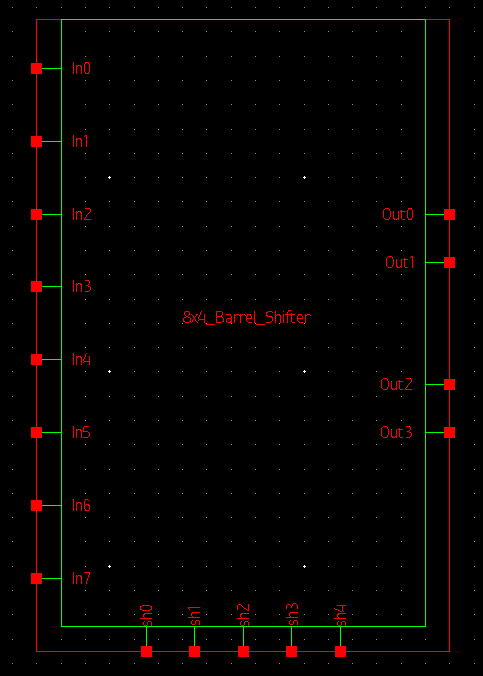 In0
In1
In2
Out0
Out1
In3
8x4_Barrel_Shifter
In4
Out2
In5
Out3
In6
In7
sh0
sh1
sh2
sh3
sh4